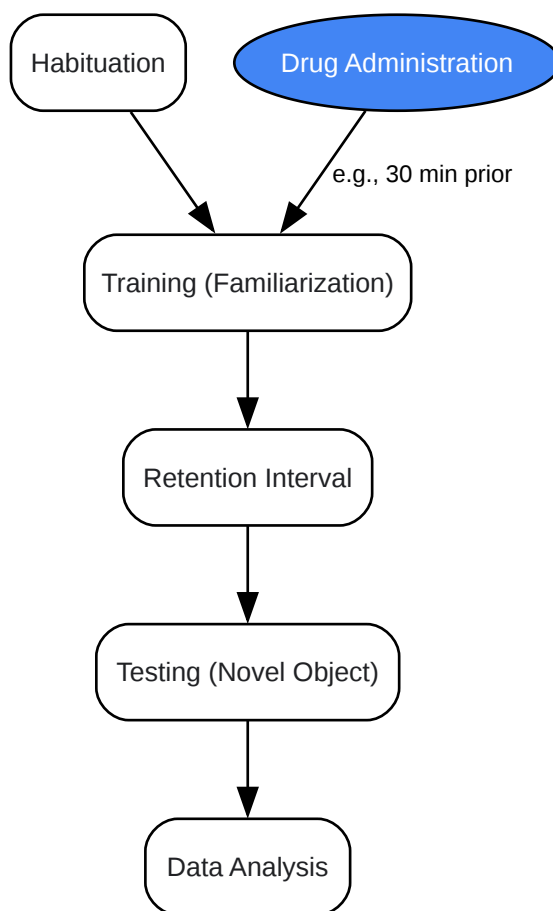 Habituation
Drug Administration
e.g., 30 min prior
Training (Familiarization)
Retention Interval
Testing (Novel Object)
Data Analysis